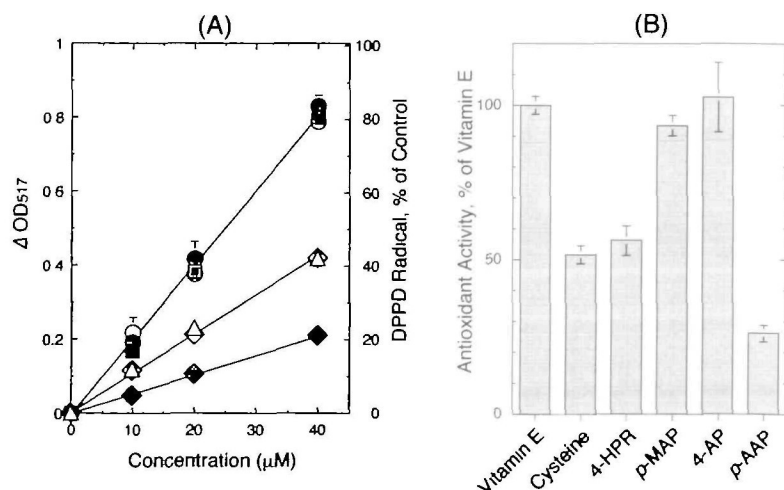 (A)
1
0.8
0.6
0.4
0.2
0
Δ OD517
100
80
60
40
20
0
DPPD Radical, % of Control
0
10
20
30
40
Concentration (μM)
(B)
Antioxidant Activity, % of Vitamin E
100
50
0
Vitamin E
Cysteine
4-HPR
p-MAP
4-AP
p-AAP